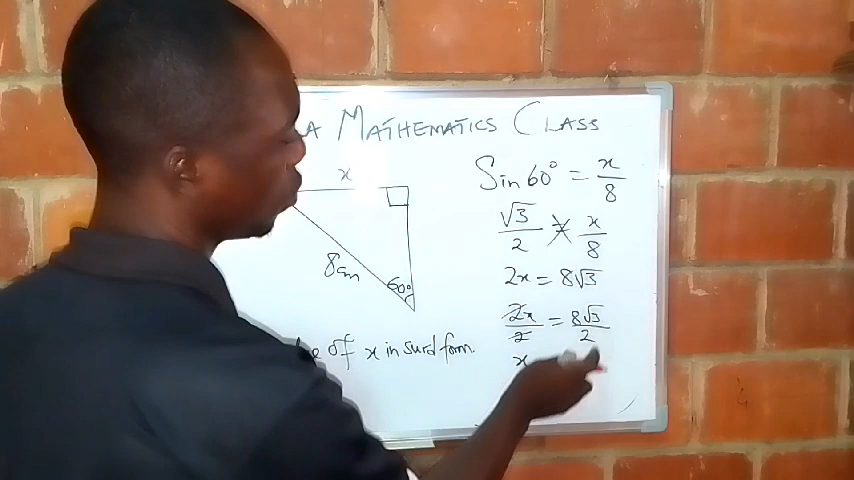 MATHEMATICS CLASS
x
8cm
60°
of x in surd form.
Sin 60° = x/8
√3/2 = x/8
2x = 8√3
2x/2 = 8√3/2
x